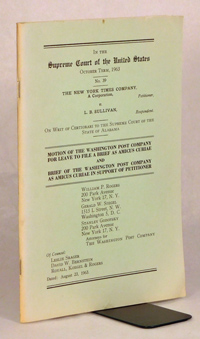 IN THE
Supreme Court of the United States
OCTOBER TERM, 1963
No. 39
THE NEW YORK TIMES COMPANY,
A Corporation,
Petitioner
v.
L. B. SULLIVAN,
Respondent
ON WRIT OF CERTIORARI TO THE SUPREME COURT OF THE
STATE OF ALABAMA
MOTION OF THE WASHINGTON POST COMPANY
FOR LEAVE TO FILE A BRIEF AS AMICUS CURIAE
AND
BRIEF OF THE WASHINGTON POST COMPANY
AS AMICUS CURIAE IN SUPPORT OF PETITIONER
WILLIAM P. ROGERS
200 Park Avenue
New York 17, N. Y.
GERALD W. SIEGEL
1515 L Street, N. W.
Washington 5, D. C.
STANLEY GODOFSKY
200 Park Avenue
New York 17, N. Y.
Attorneys for
THE WASHINGTON POST COMPANY
Of Counsel
ROYALL, KOEGEL & ROGERS
Dated: August 1963